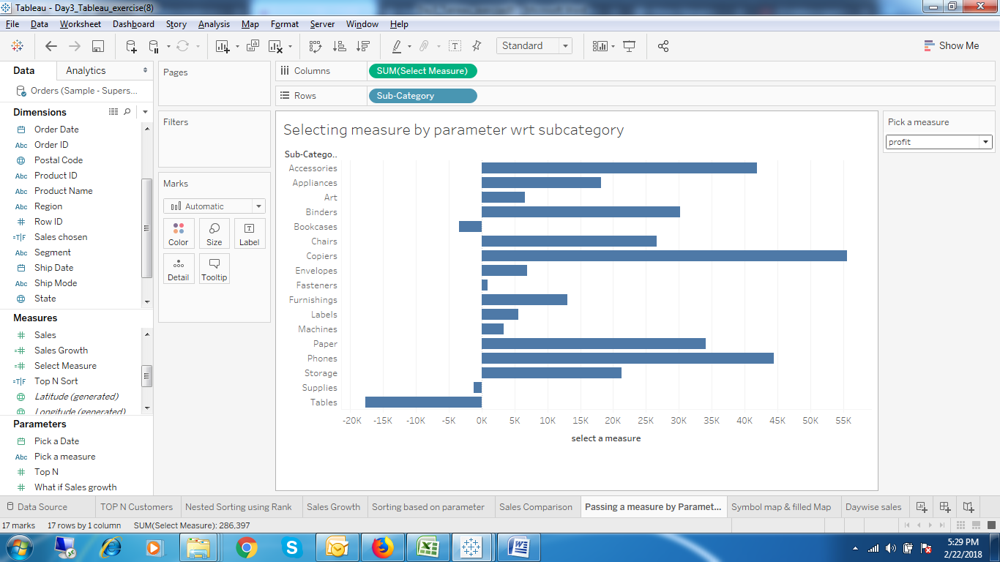 Tableau - Day3_Tableau_exercise(8)
File Data Worksheet Dashboard Story Analysis Map Format Server Window Help
Standard
Show Me
Data Analytics
Orders (Sample - Supers...
Dimensions
Order Date
Abc Order ID
Postal Code
Abc Product ID
Abc Product Name
Abc Region
# Row ID
=T|F Sales chosen
Abc Segment
Ship Date
Abc Ship Mode
State
Measures
# Sales
=# Sales Growth
=# Select Measure
=T|F Top N Sort
Latitude (generated)
Longitude (generated)
Parameters
Pick a Date
Abc Pick a measure
# Top N
# What if Sales growth
Pages
Filters
Marks
Automatic
Color Size Label
Detail Tooltip
Columns SUM(Select Measure)
Rows Sub-Category
Selecting measure by parameter wrt subcategory
Sub-Catego..
Accessories
Appliances
Art
Binders
Bookcases
Chairs
Copiers
Envelopes
Fasteners
Furnishings
Labels
Machines
Paper
Phones
Storage
Supplies
Tables
-20K -15K -10K -5K 0K 5K 10K 15K 20K 25K 30K 35K 40K 45K 50K 55K
select a measure
Pick a measure
profit
Data Source TOP N Customers Nested Sorting using Rank Sales Growth Sorting based on parameter Sales Comparison Passing a measure by Paramet... Symbol map & filled Map Daywise sales
17 marks 17 rows by 1 column SUM(Select Measure): 286,397
5:29 PM
2/22/2018